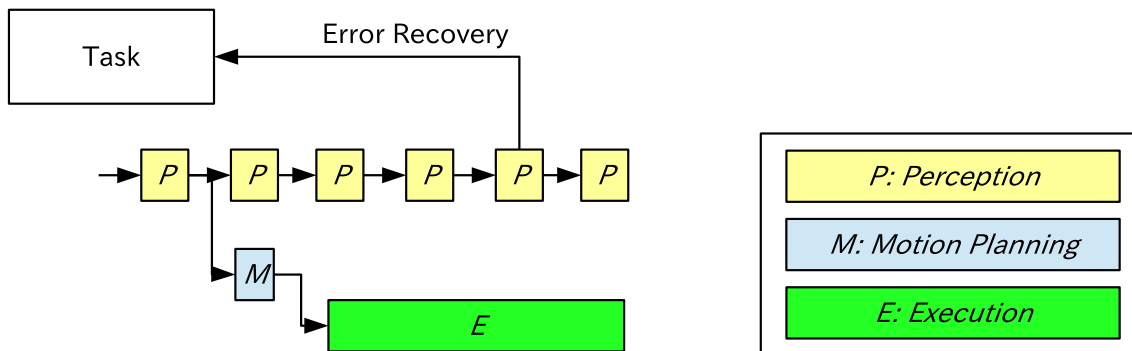 Error Recovery
Task
P P P P P P
M
E
P: Perception
M: Motion Planning
E: Execution